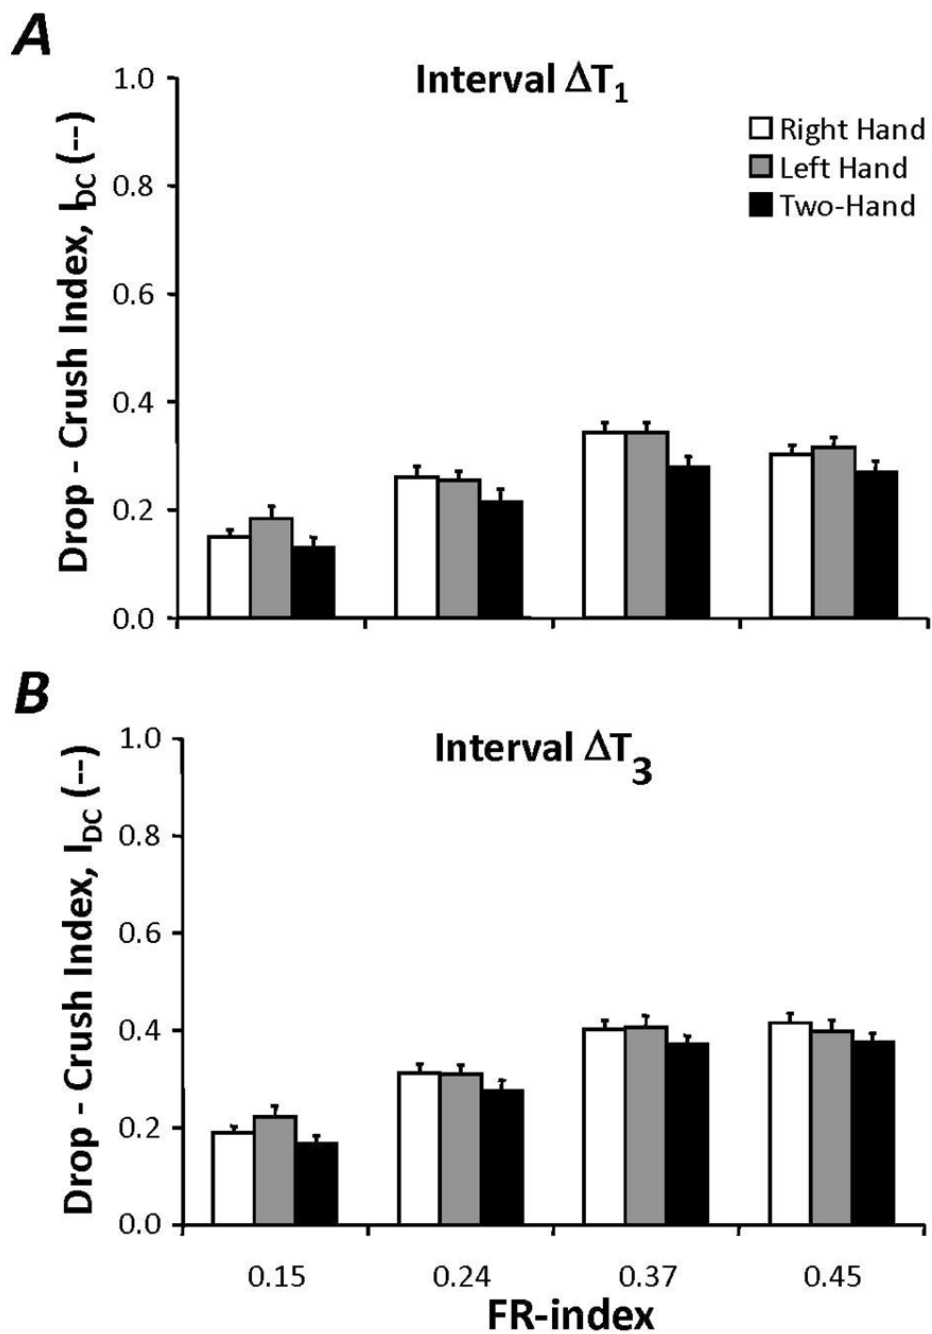 A
Interval ΔT1
Drop - Crush Index, IDC (--)
1.0
0.8
0.6
0.4
0.2
0.0
Right Hand
Left Hand
Two-Hand
B
Interval ΔT3
Drop - Crush Index, IDC (--)
1.0
0.8
0.6
0.4
0.2
0.0
0.15 0.24 0.37 0.45
FR-index